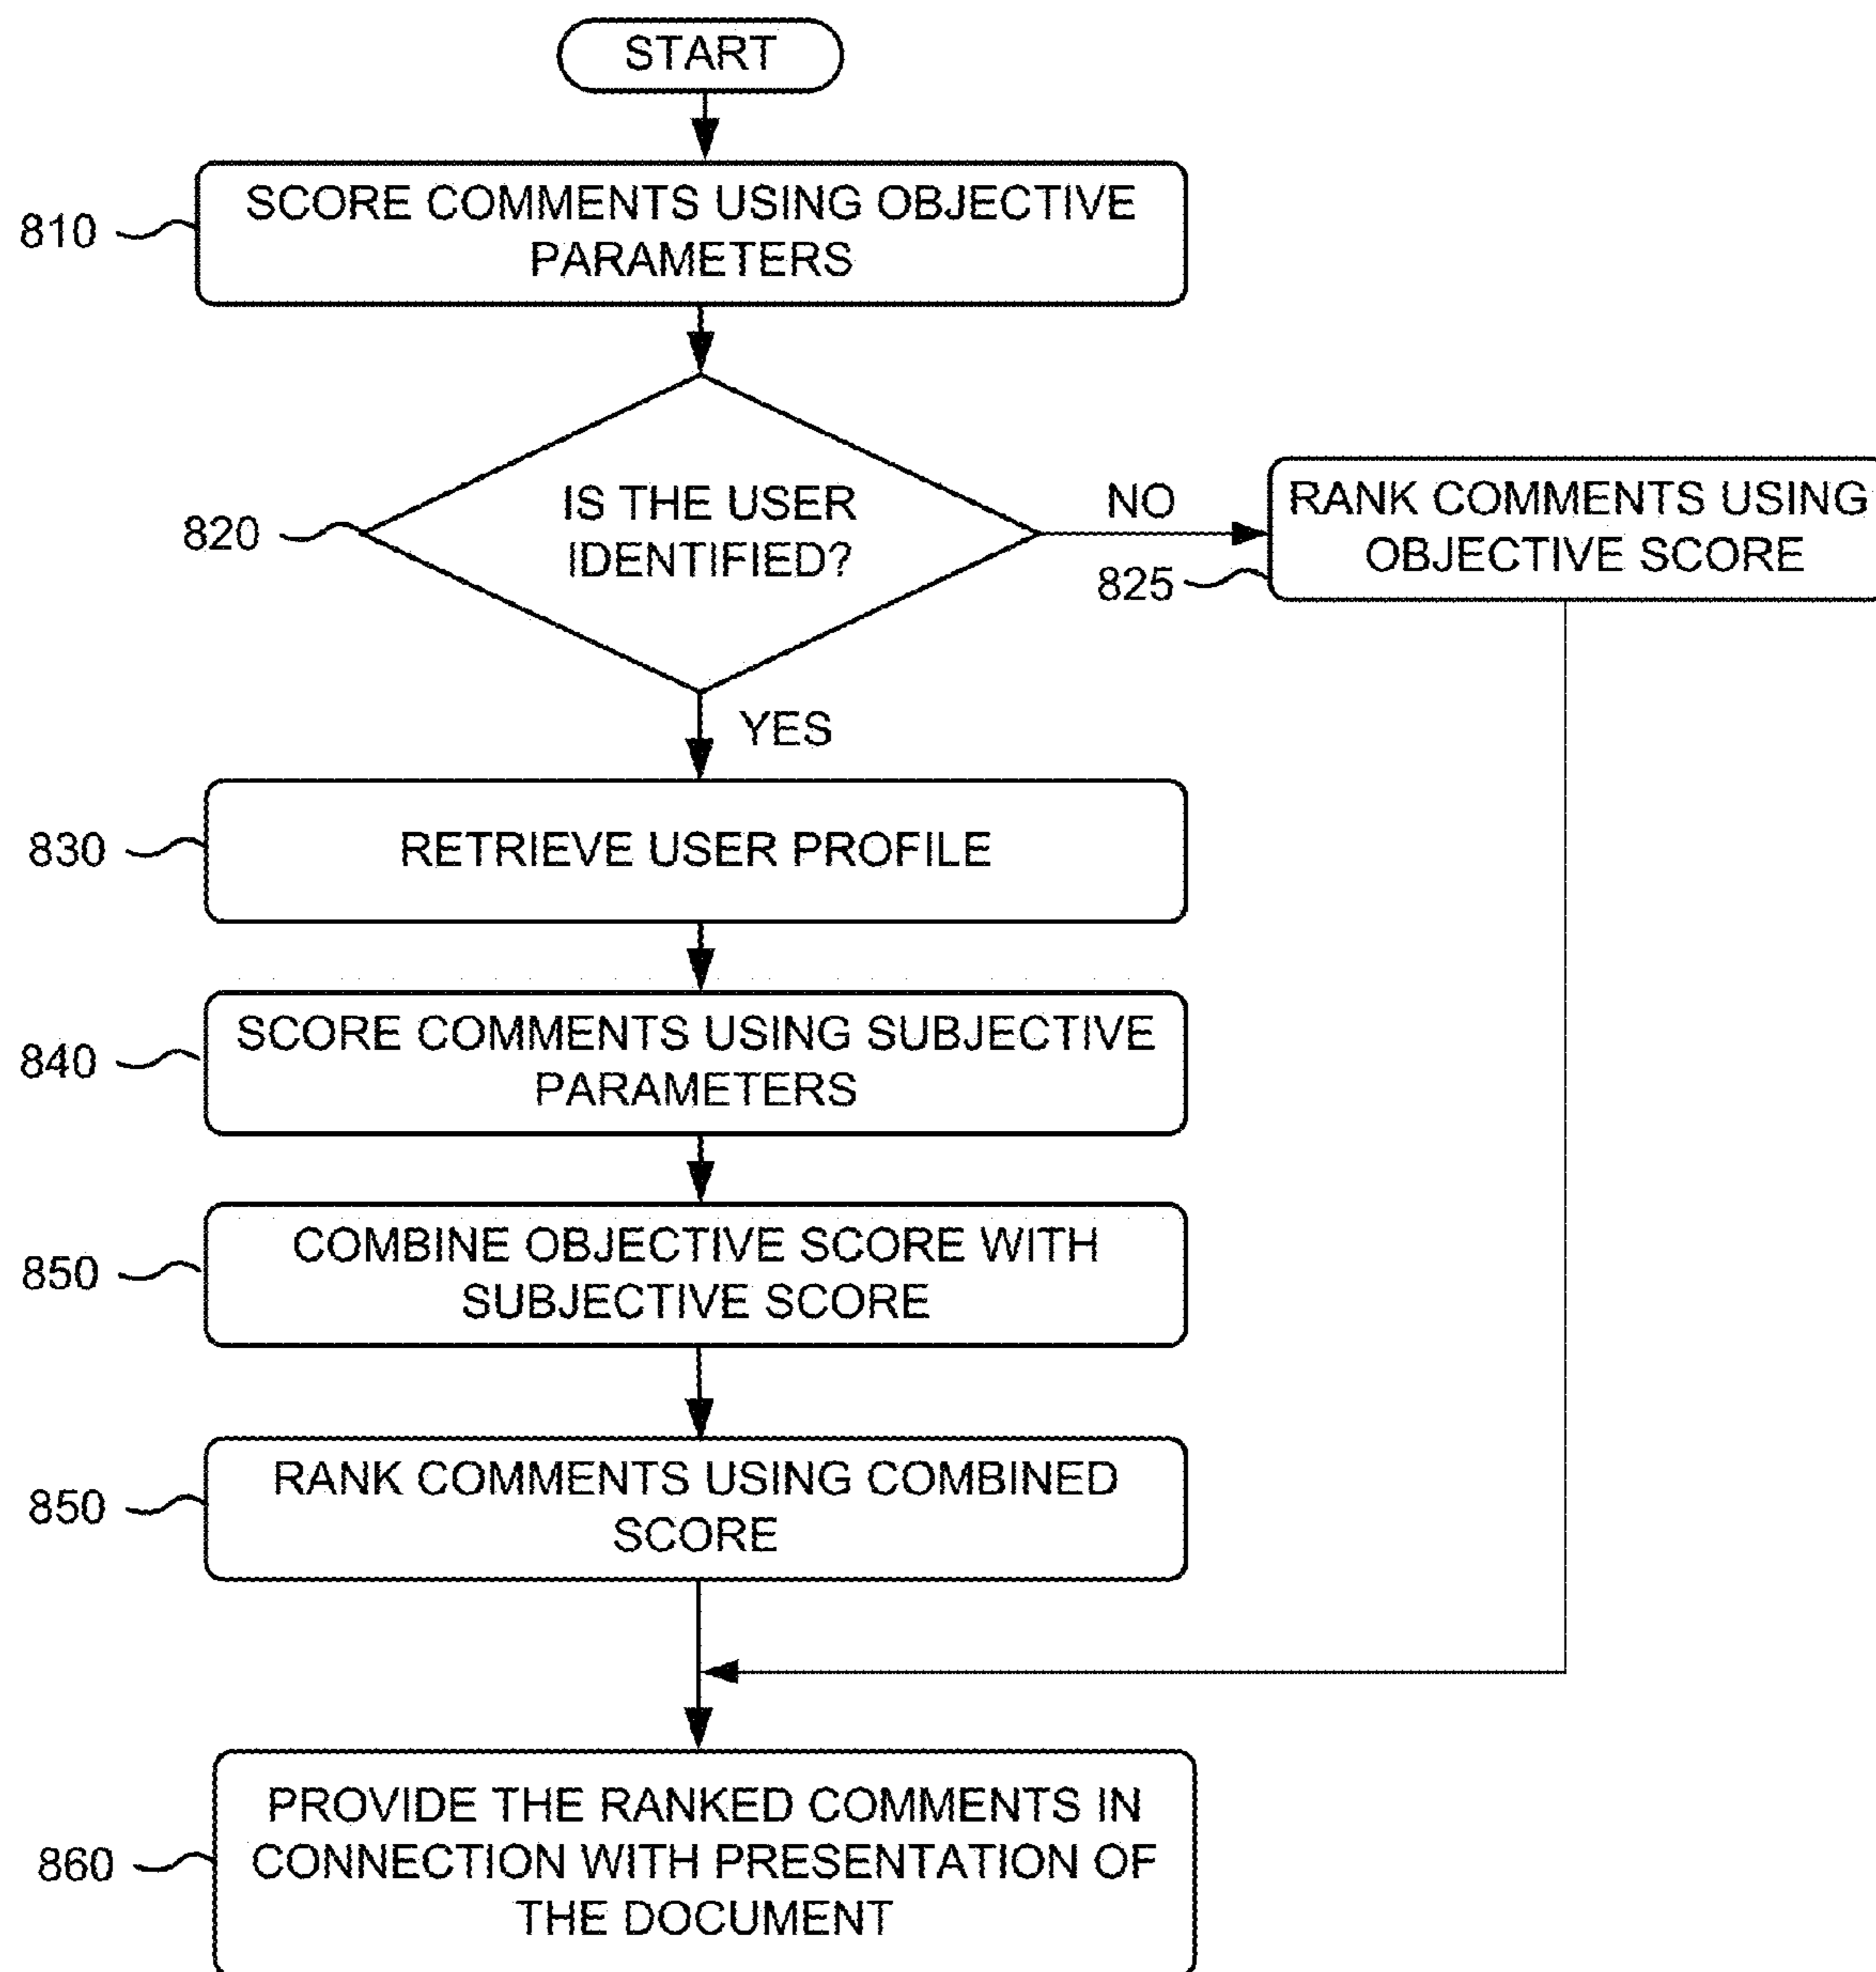 START
810
SCORE COMMENTS USING OBJECTIVE
PARAMETERS
820
IS THE USER
IDENTIFIED?
NO
825
RANK COMMENTS USING
OBJECTIVE SCORE
YES
830
RETRIEVE USER PROFILE
840
SCORE COMMENTS USING SUBJECTIVE
PARAMETERS
850
COMBINE OBJECTIVE SCORE WITH
SUBJECTIVE SCORE
850
RANK COMMENTS USING COMBINED
SCORE
860
PROVIDE THE RANKED COMMENTS IN
CONNECTION WITH PRESENTATION OF
THE DOCUMENT